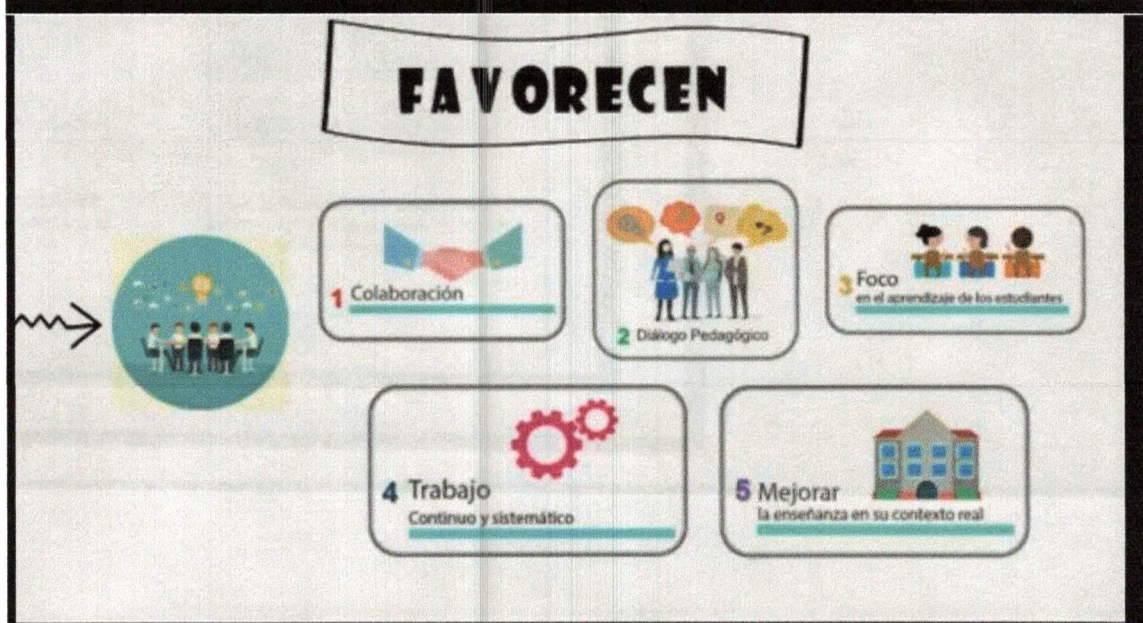 FAVORECEN
1 Colaboración
2 Diálogo Pedagógico
3 Foco
en el aprendizaje de los estudiantes
4 Trabajo
Continuo y sistemático
5 Mejorar
la enseñanza en su contexto real